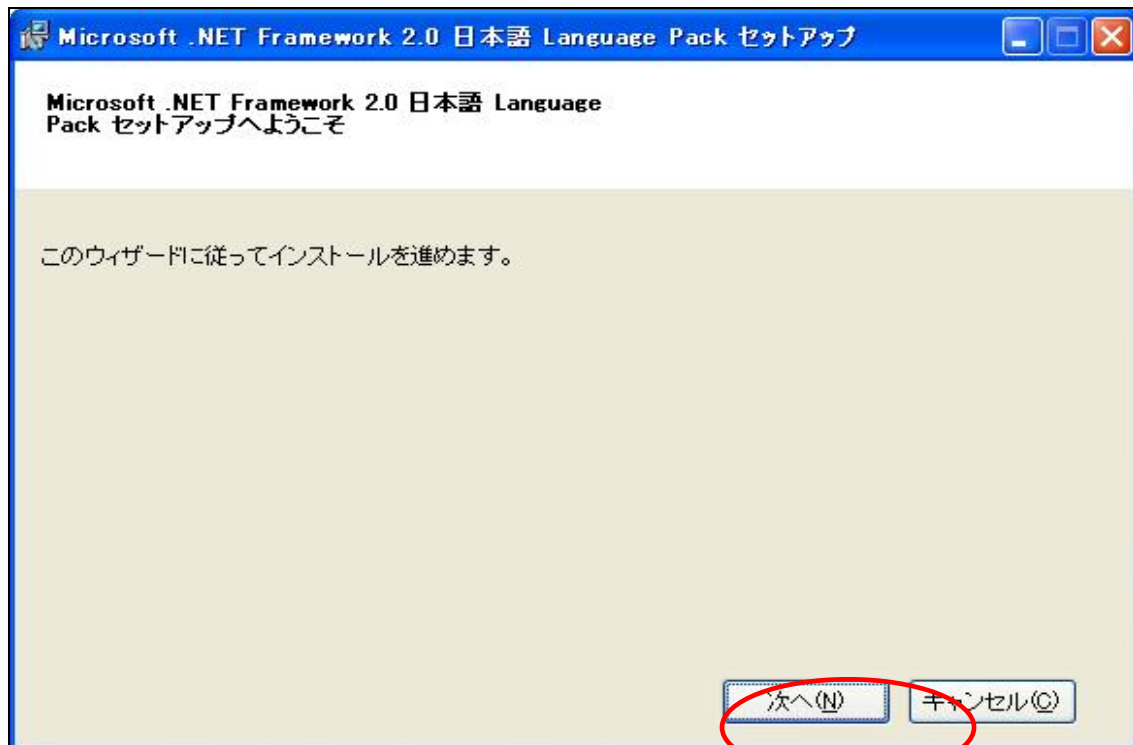 Microsoft .NET Framework 2.0 日本語 Language Pack セットアップ
Microsoft .NET Framework 2.0 日本語 Language
Pack セットアップへようこそ
このウィザードに従ってインストールを進めます。
次へ(N)
キャンセル(C)